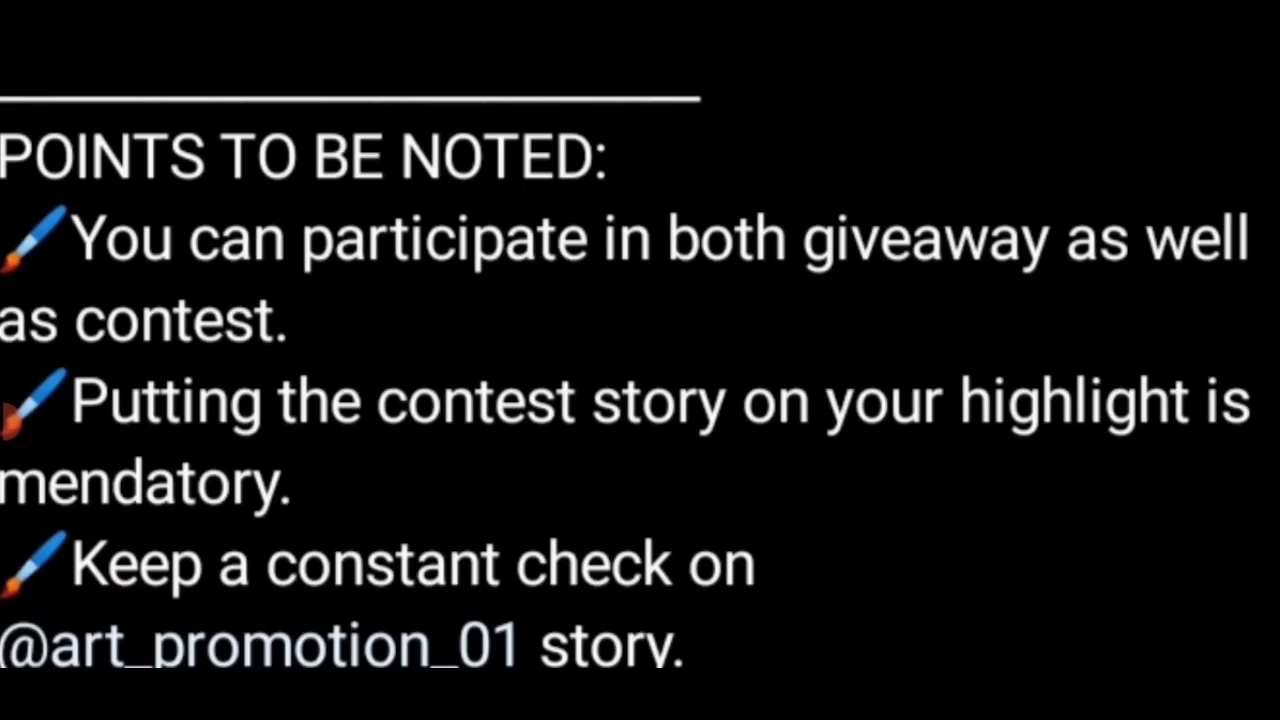 POINTS TO BE NOTED:
🖌️You can participate in both giveaway as well
as contest.
🖌️Putting the contest story on your highlight is
mendatory.
🖌️Keep a constant check on
@art_promotion_01 story.